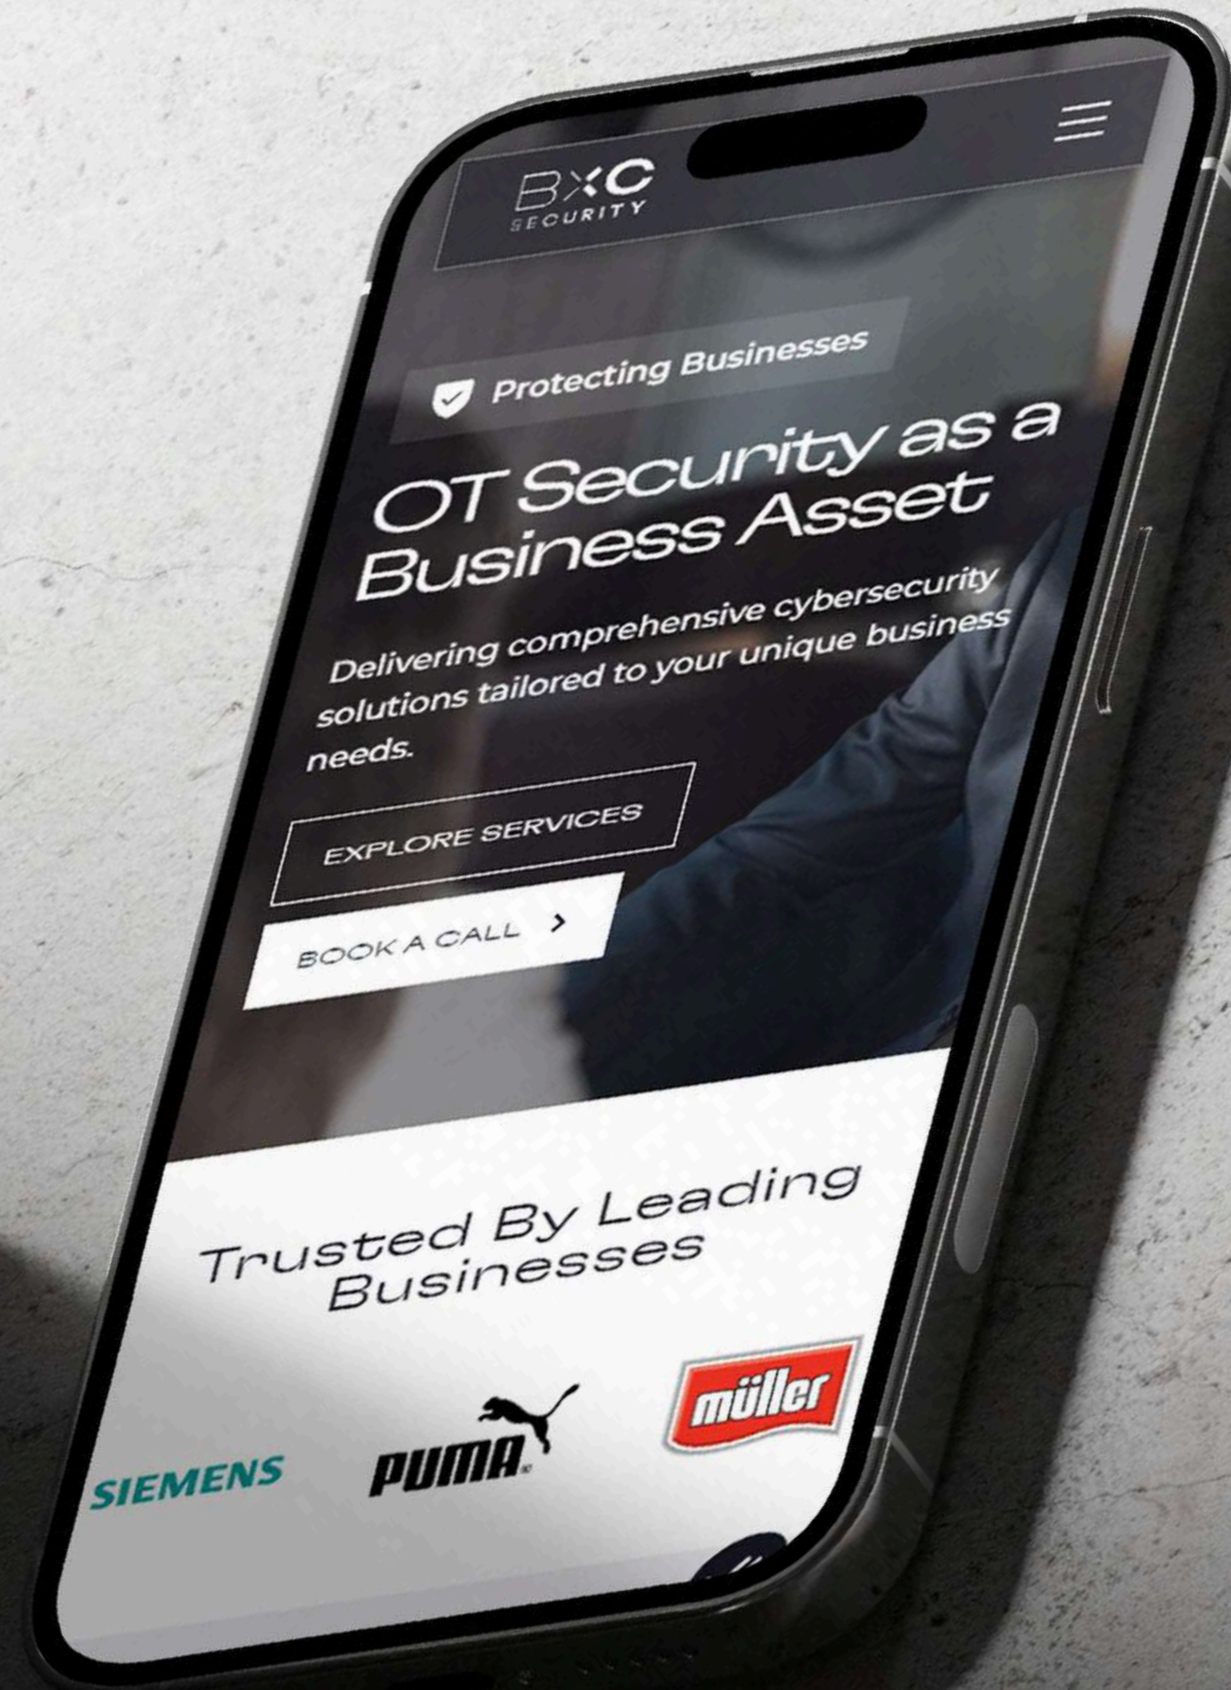 BXC
SECURITY
Protecting Businesses
OT Security as a
Business Asset
Delivering comprehensive cybersecurity
solutions tailored to your unique business
needs.
EXPLORE SERVICES
BOOK A CALL
Trusted By Leading
Businesses
SIEMENS
PUMA
müller